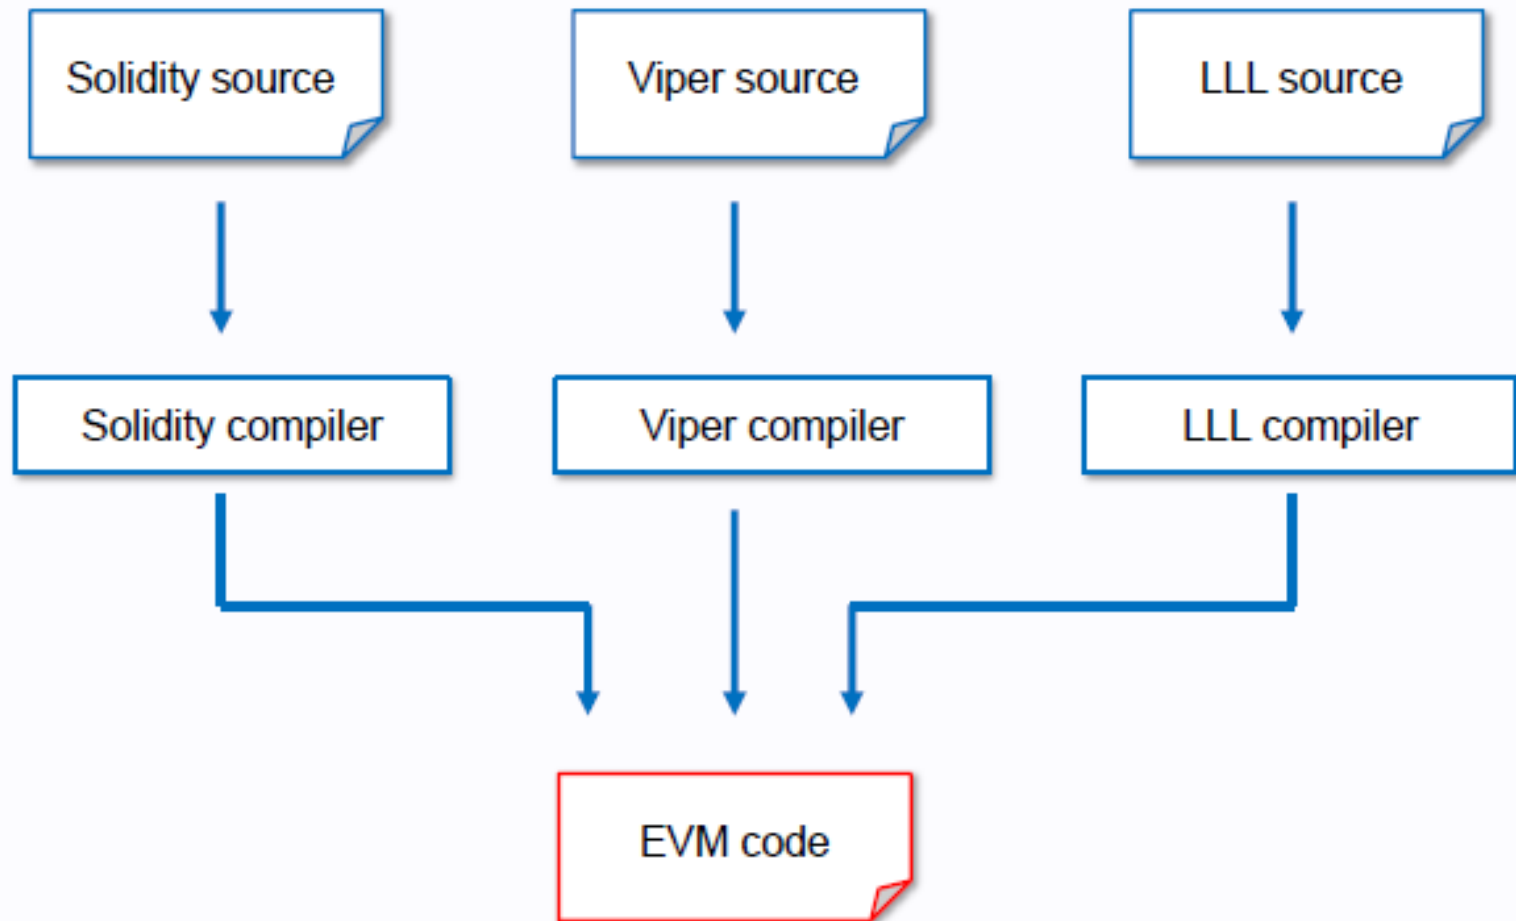 Solidity source
Viper source
LLL source
Solidity compiler
Viper compiler
LLL compiler
EVM code